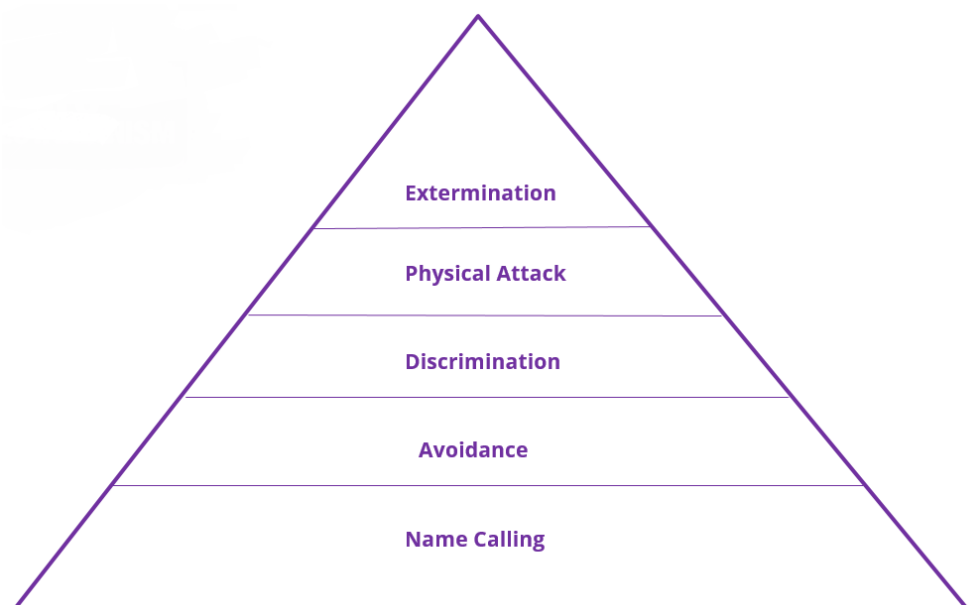 Extermination
Physical Attack
Discrimination
Avoidance
Name Calling